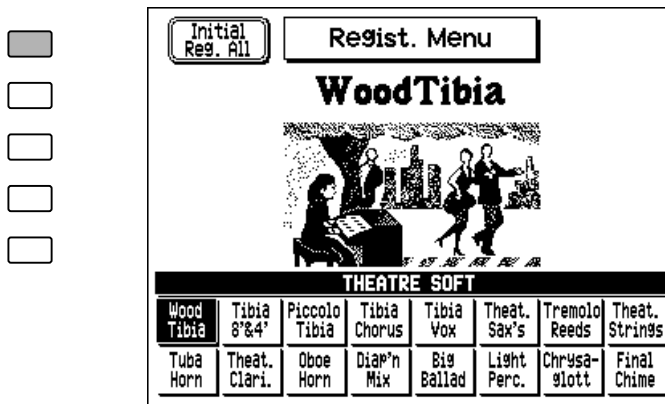 Initial
Reg. All
Regist. Menu
WoodTibia
THEATRE SOFT
Wood
Tibia
Tibia
8'&4'
Piccolo
Tibia
Tibia
Chorus
Tibia
Vox
Theat.
Sax's
Tremolo
Reeds
Theat.
Strings
Tuba
Horn
Theat.
Clari.
Oboe
Horn
Diap'n
Mix
Big
Ballad
Light
Perc.
Chrysa-
glott
Final
Chime